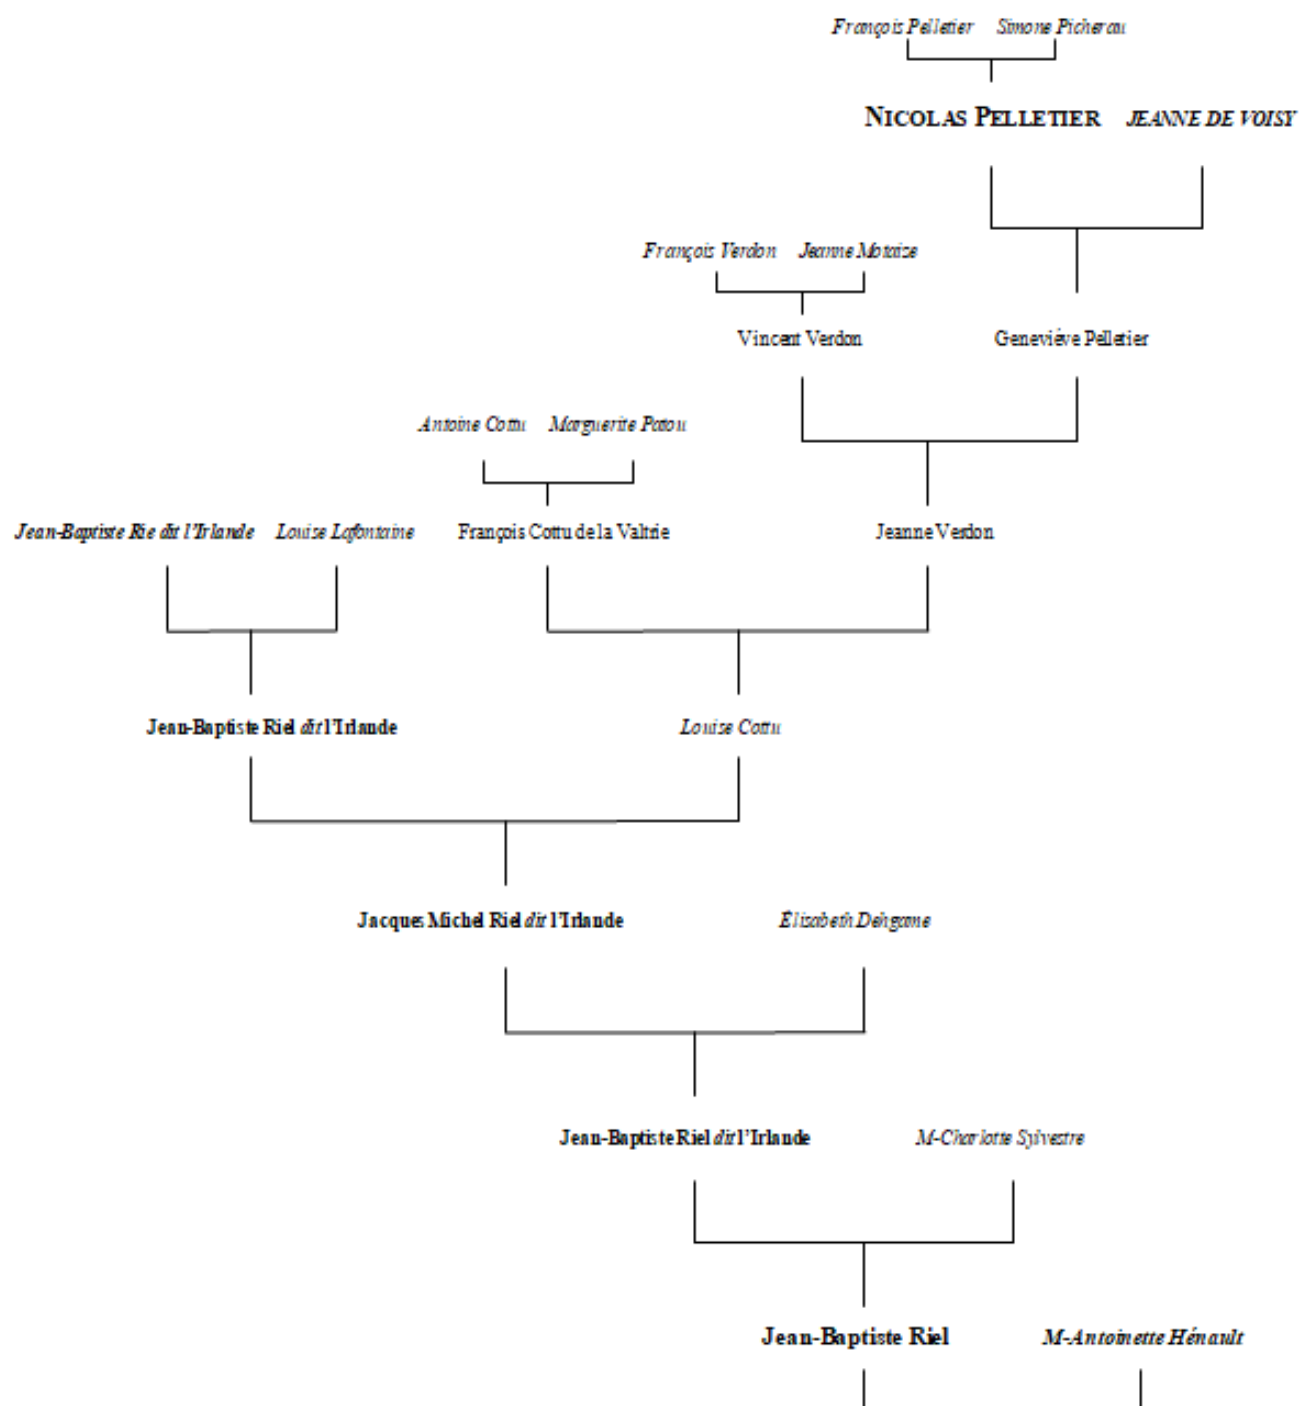 François Pelletier Simone Picherau
NICOLAS PELLETIER JEANNE DE VOISY
François Verdon Jeanne Motaize
Vincent Verdon Geneviève Pelletier
Antoine Cottu Marguerite Patou
Jean-Baptiste Rie dit l'Irlande Louise Lafontaine François Cottu de la Valtrie Jeanne Verdon
Jean-Baptiste Riel dit l'Irlande Louise Cottu
Jacques Michel Riel dit l'Irlande Élisabeth Dehgame
Jean-Baptiste Riel dit l'Irlande M-Charlotte Sylvestre
Jean-Baptiste Riel M-Antoinette Hénault